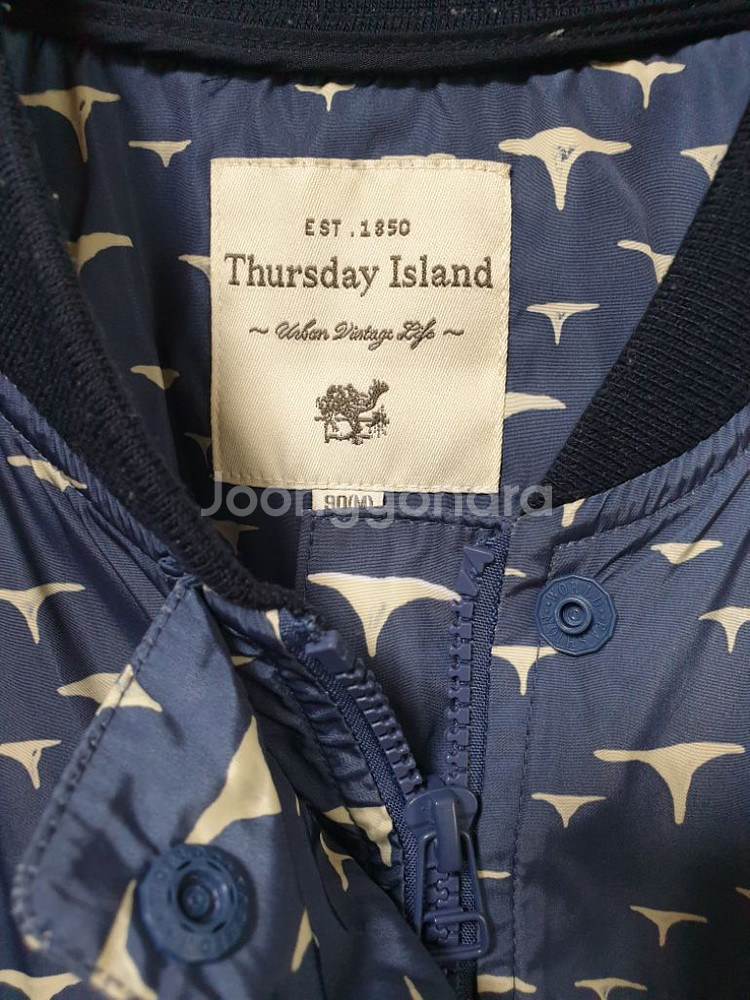 EST.1850
Thursday Island
~ Urban Vintage Life ~
90(M)
Joonggonara